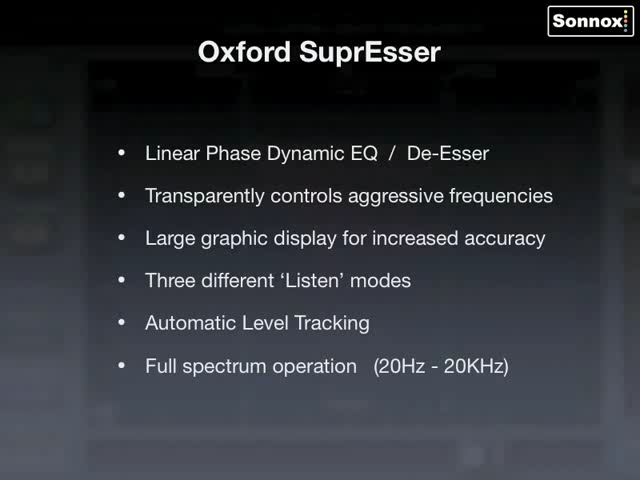 Sonnox
Oxford SuprEsser
• Linear Phase Dynamic EQ / De-Esser
• Transparently controls aggressive frequencies
• Large graphic display for increased accuracy
• Three different ‘Listen’ modes
• Automatic Level Tracking
• Full spectrum operation (20Hz - 20KHz)